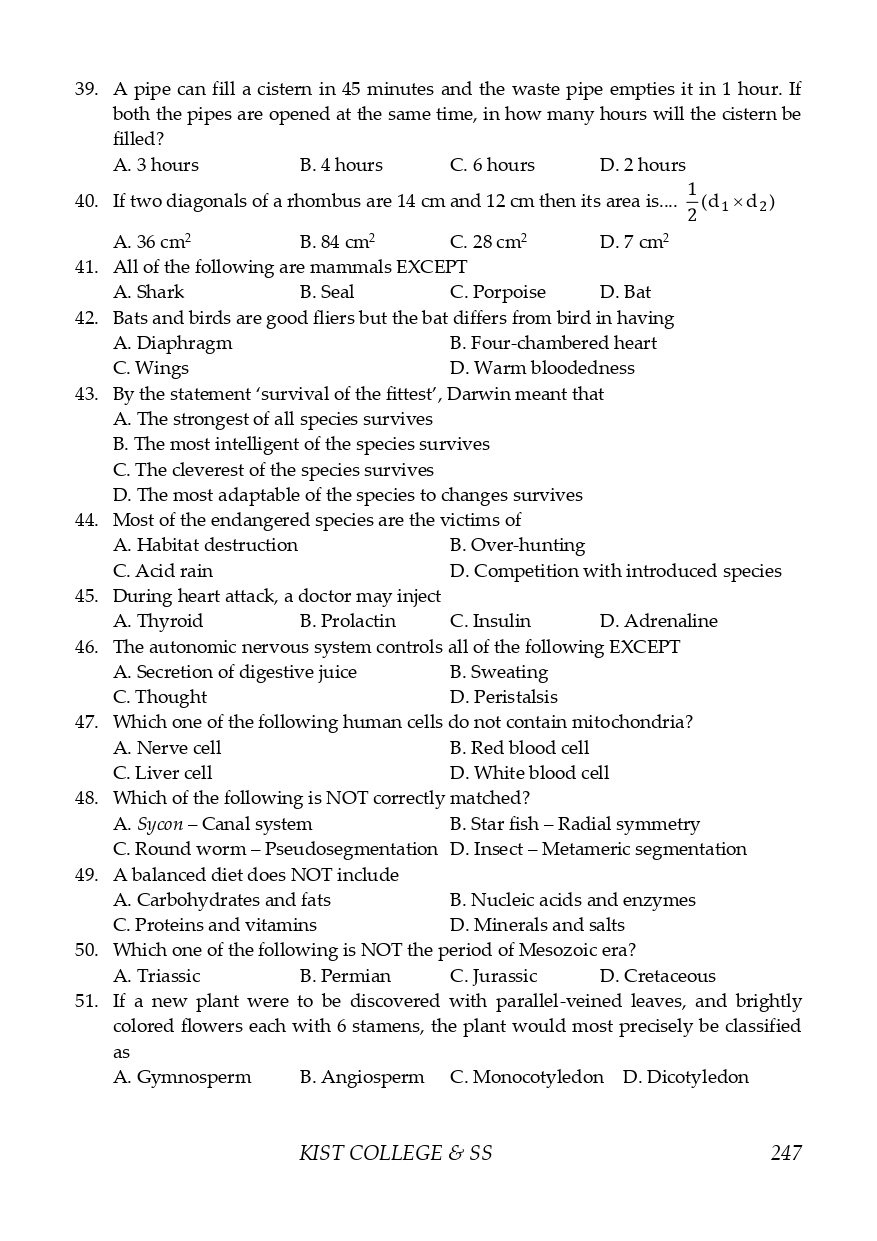 39. A pipe can fill a cistern in 45 minutes and the waste pipe empties it in 1 hour. If
both the pipes are opened at the same time, in how many hours will the cistern be
filled?
A. 3 hours B. 4 hours C. 6 hours D. 2 hours
40. If two diagonals of a rhombus are 14 cm and 12 cm then its area is.... 1/2 (d₁ × d₂)
A. 36 cm² B. 84 cm² C. 28 cm² D. 7 cm²
41. All of the following are mammals EXCEPT
A. Shark B. Seal C. Porpoise D. Bat
42. Bats and birds are good fliers but the bat differs from bird in having
A. Diaphragm B. Four-chambered heart
C. Wings D. Warm bloodedness
43. By the statement ‘survival of the fittest’, Darwin meant that
A. The strongest of all species survives
B. The most intelligent of the species survives
C. The cleverest of the species survives
D. The most adaptable of the species to changes survives
44. Most of the endangered species are the victims of
A. Habitat destruction B. Over-hunting
C. Acid rain D. Competition with introduced species
45. During heart attack, a doctor may inject
A. Thyroid B. Prolactin C. Insulin D. Adrenaline
46. The autonomic nervous system controls all of the following EXCEPT
A. Secretion of digestive juice B. Sweating
C. Thought D. Peristalsis
47. Which one of the following human cells do not contain mitochondria?
A. Nerve cell B. Red blood cell
C. Liver cell D. White blood cell
48. Which of the following is NOT correctly matched?
A. Sycon – Canal system B. Star fish – Radial symmetry
C. Round worm – Pseudosegmentation D. Insect – Metameric segmentation
49. A balanced diet does NOT include
A. Carbohydrates and fats B. Nucleic acids and enzymes
C. Proteins and vitamins D. Minerals and salts
50. Which one of the following is NOT the period of Mesozoic era?
A. Triassic B. Permian C. Jurassic D. Cretaceous
51. If a new plant were to be discovered with parallel-veined leaves, and brightly
colored flowers each with 6 stamens, the plant would most precisely be classified
as
A. Gymnosperm B. Angiosperm C. Monocotyledon D. Dicotyledon
KIST COLLEGE & SS 247